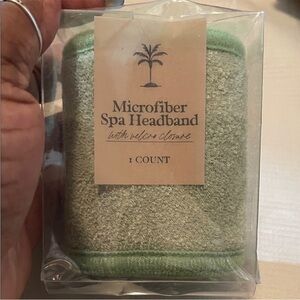 Microfiber
Spa Headband
with velcro closure
1 COUNT